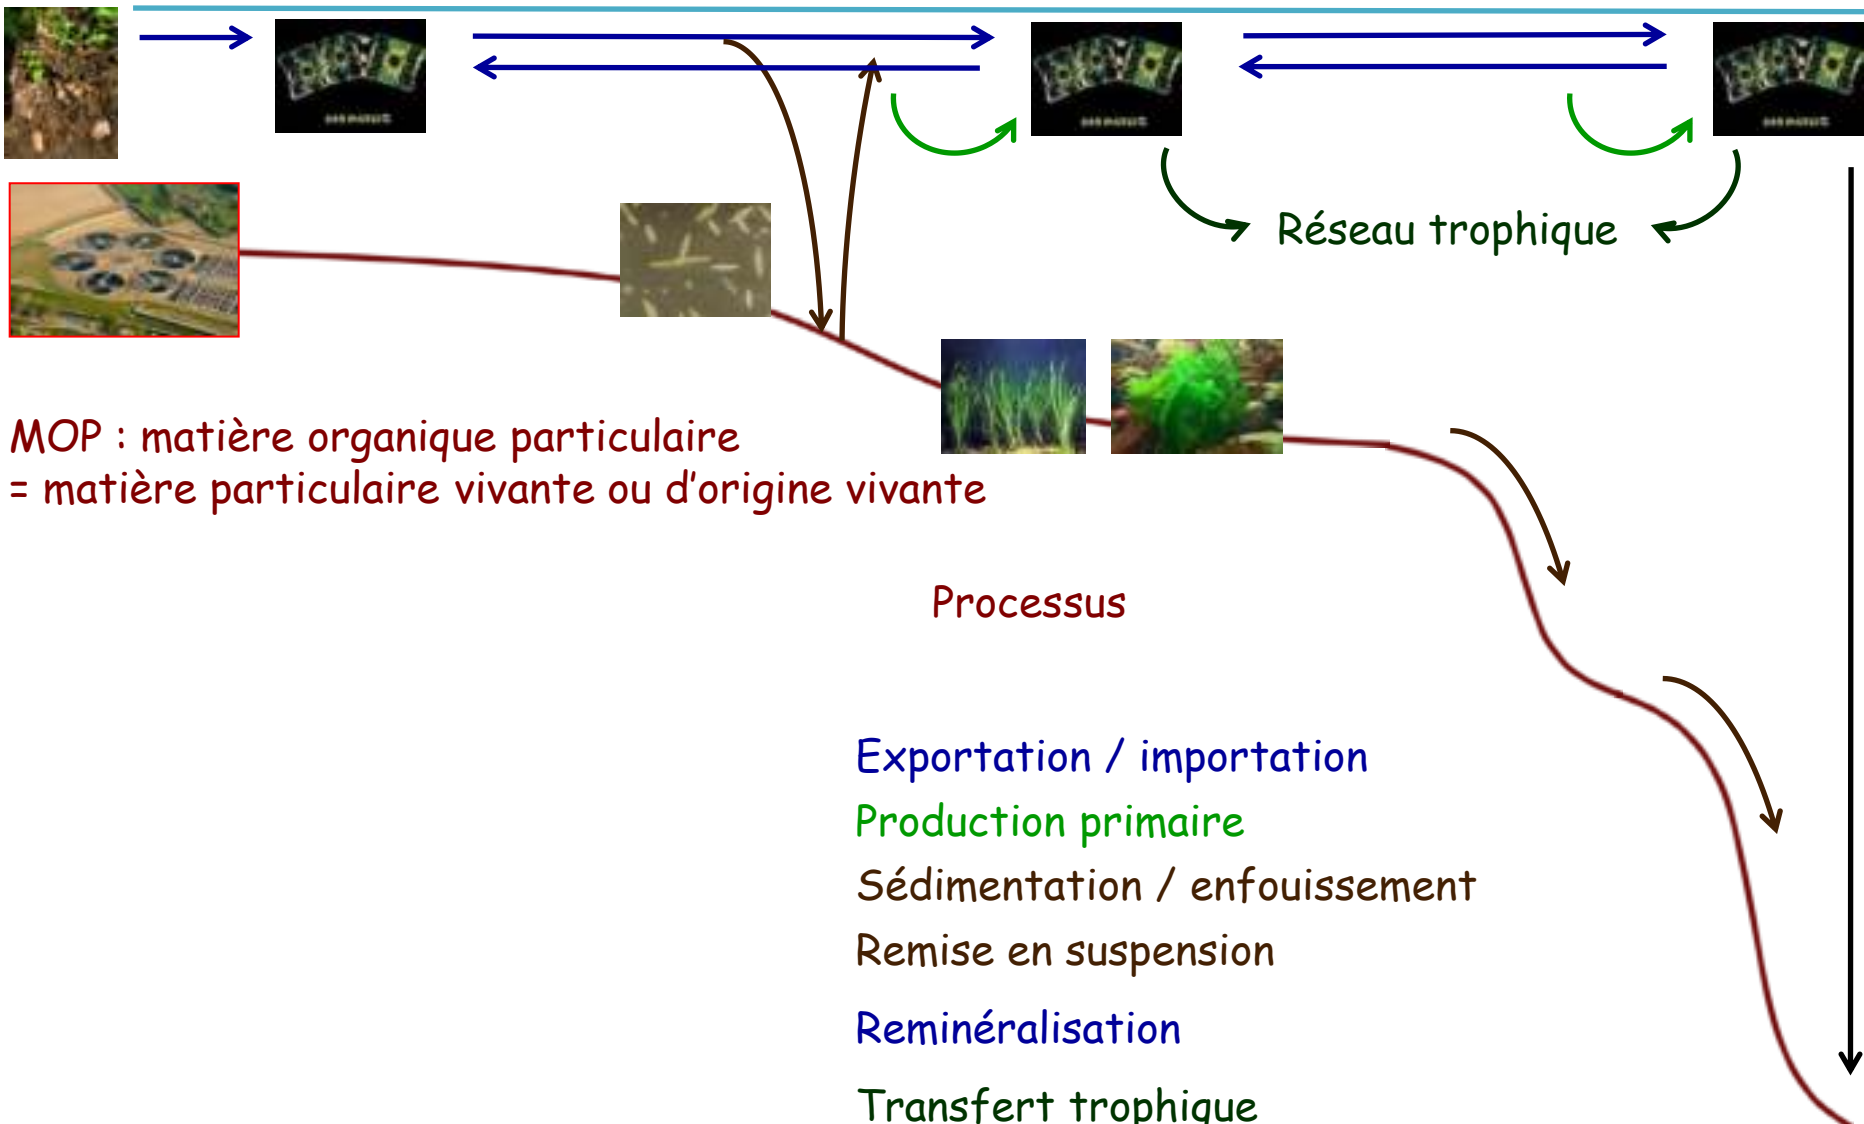 Réseau trophique
MOP : matière organique particulaire
= matière particulaire vivante ou d’origine vivante
Processus
Exportation / importation
Production primaire
Sédimentation / enfouissement
Remise en suspension
Reminéralisation
Transfert trophique